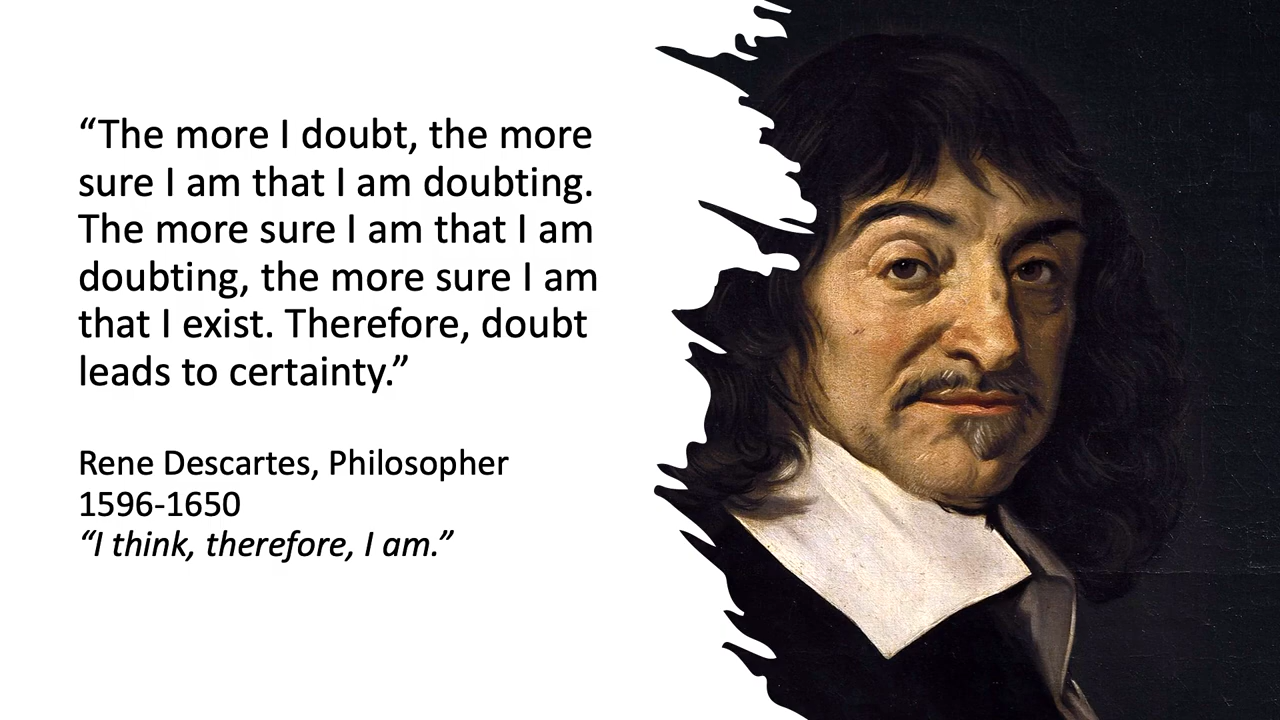 “The more I doubt, the more
sure I am that I am doubting.
The more sure I am that I am
doubting, the more sure I am
that I exist. Therefore, doubt
leads to certainty.”
Rene Descartes, Philosopher
1596-1650
“I think, therefore, I am.”